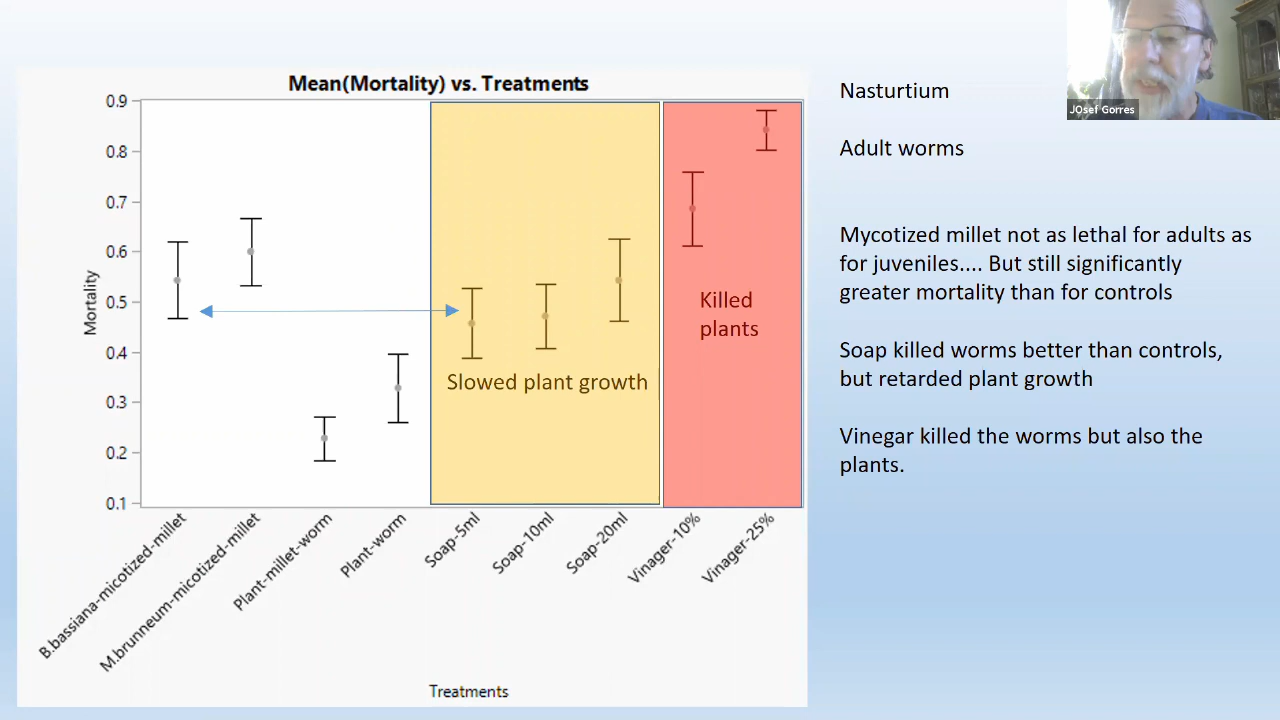 JOsef Gorres
Mean(Mortality) vs. Treatments
0.9
0.8
0.7
0.6
0.5
0.4
0.3
0.2
0.1
Mortality
Killed
plants
Slowed plant growth
B.bassiana-micotized-millet
M.brunneum-micotized-millet
Plant-millet-worm
Plant-worm
Soap-5ml
Soap-10ml
Soap-20ml
Vinager-10%
Vinager-25%
Treatments
Nasturtium
Adult worms
Mycotized millet not as lethal for adults as
for juveniles.... But still significantly
greater mortality than for controls
Soap killed worms better than controls,
but retarded plant growth
Vinegar killed the worms but also the
plants.